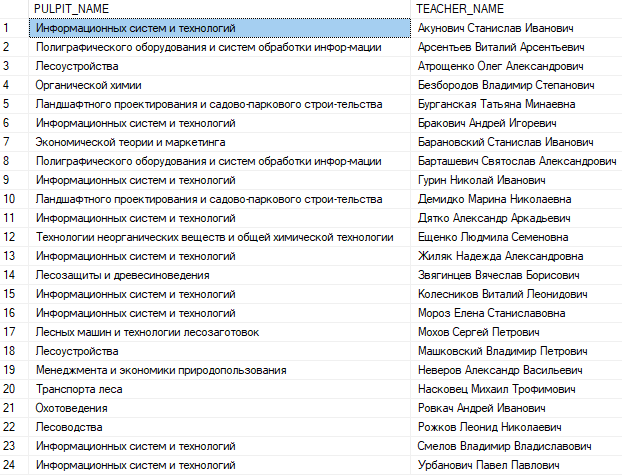 PULPIT_NAME TEACHER_NAME
1 Информационных систем и технологий Акунович Станислав Иванович
2 Полиграфического оборудования и систем обработки инфор-мации Арсентьев Виталий Арсентьевич
3 Лесоустройства Атрощенко Олег Александрович
4 Органической химии Безбородов Владимир Степанович
5 Ландшафтного проектирования и садово-паркового строи-тельства Бурганская Татьяна Минаевна
6 Информационных систем и технологий Бракович Андрей Игоревич
7 Экономической теории и маркетинга Барановский Станислав Иванович
8 Полиграфического оборудования и систем обработки инфор-мации Барташевич Святослав Александрович
9 Информационных систем и технологий Гурин Николай Иванович
10 Ландшафтного проектирования и садово-паркового строи-тельства Демидко Марина Николаевна
11 Информационных систем и технологий Дятко Александр Аркадьевич
12 Технологии неорганических веществ и общей химической технологии Ещенко Людмила Семеновна
13 Информационных систем и технологий Жиляк Надежда Александровна
14 Лесозащиты и древесиноведения Звягинцев Вячеслав Борисович
15 Информационных систем и технологий Колесников Виталий Леонидович
16 Информационных систем и технологий Мороз Елена Станиславовна
17 Лесных машин и технологии лесозаготовок Мохов Сергей Петрович
18 Лесоустройства Машковский Владимир Петрович
19 Менеджмента и экономики природопользования Неверов Александр Васильевич
20 Транспорта леса Насковец Михаил Трофимович
21 Охотоведения Ровкач Андрей Иванович
22 Лесоводства Рожков Леонид Николаевич
23 Информационных систем и технологий Смелов Владимир Владиславович
24 Информационных систем и технологий Урбанович Павел Павлович